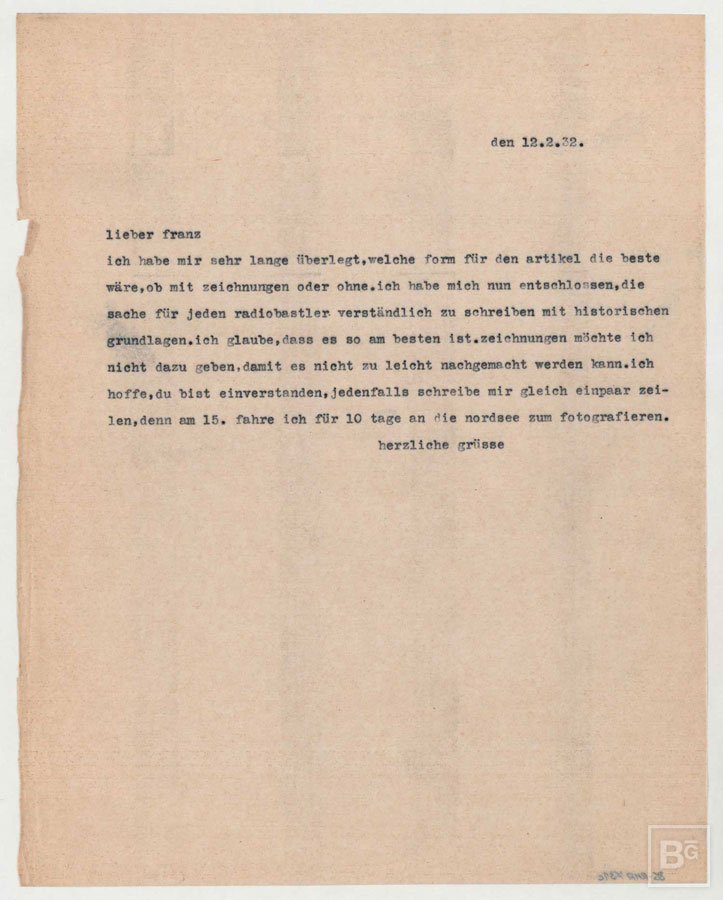 den 12.2.32.
lieber franz
ich habe mir sehr lange überlegt,welche form für den artikel die beste
wäre,ob mit zeichnungen oder ohne.ich habe mich nun entschlossen,die
sache für jeden radiobastler verständlich zu schreiben mit historischen
grundlagen.ich glaube,dass es so am besten ist.zeichnungen möchte ich
nicht dazu geben,damit es nicht zu leicht nachgemacht werden kann.ich
hoffe,du bist einverstanden,jedenfalls schreibe mir gleich einpaar zei-
len,denn am 15. fahre ich für 10 tage an die nordsee zum fotografieren.
herzliche grüsse
BG